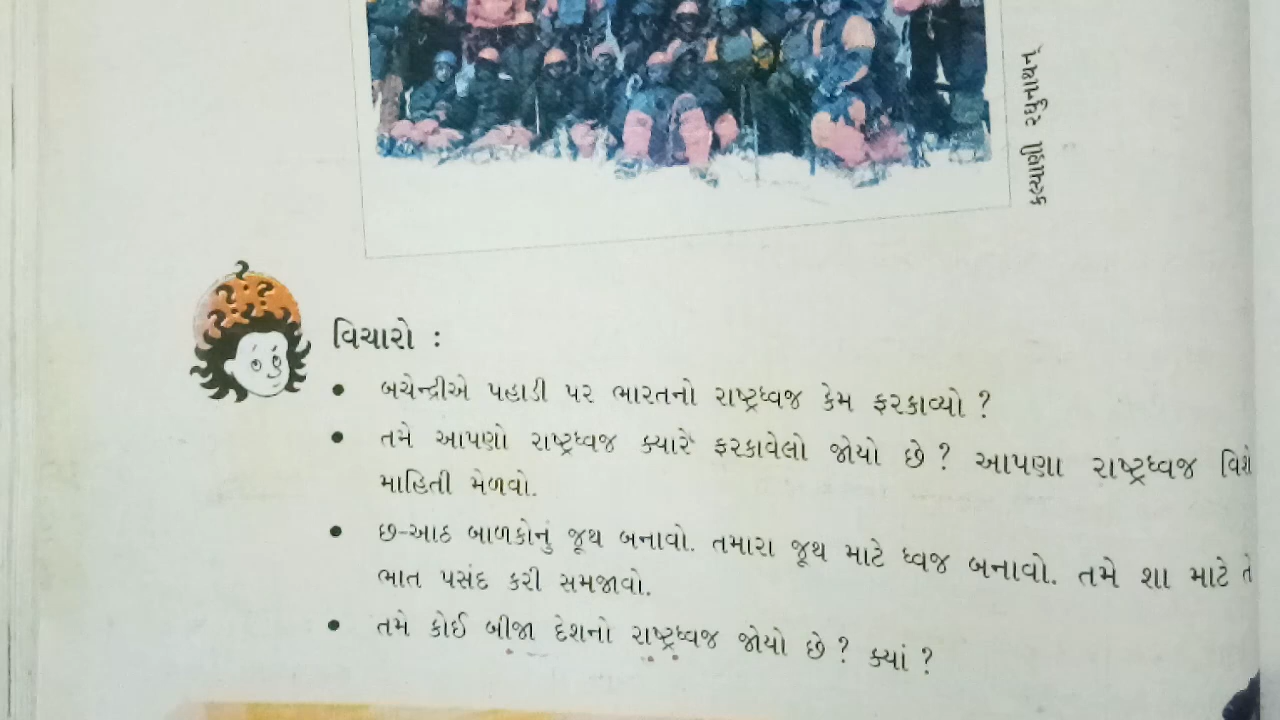 કલ્યાણી રઘુનાથન
વિચારો :
• બચેન્દ્રીએ પહાડી પર ભારતનો રાષ્ટ્રધ્વજ કેમ ફરકાવ્યો ?
• તમે આપણો રાષ્ટ્રધ્વજ ક્યારે ફરકાવેલો જોયો છે ? આપણા રાષ્ટ્રધ્વજ વિશે
માહિતી મેળવો.
• છ-આઠ બાળકોનું જૂથ બનાવો. તમારા જૂથ માટે ધ્વજ બનાવો. તમે શા માટે તે
ભાત પસંદ કરી સમજાવો.
• તમે કોઈ બીજા દેશનો રાષ્ટ્રધ્વજ જોયો છે ? ક્યાં ?